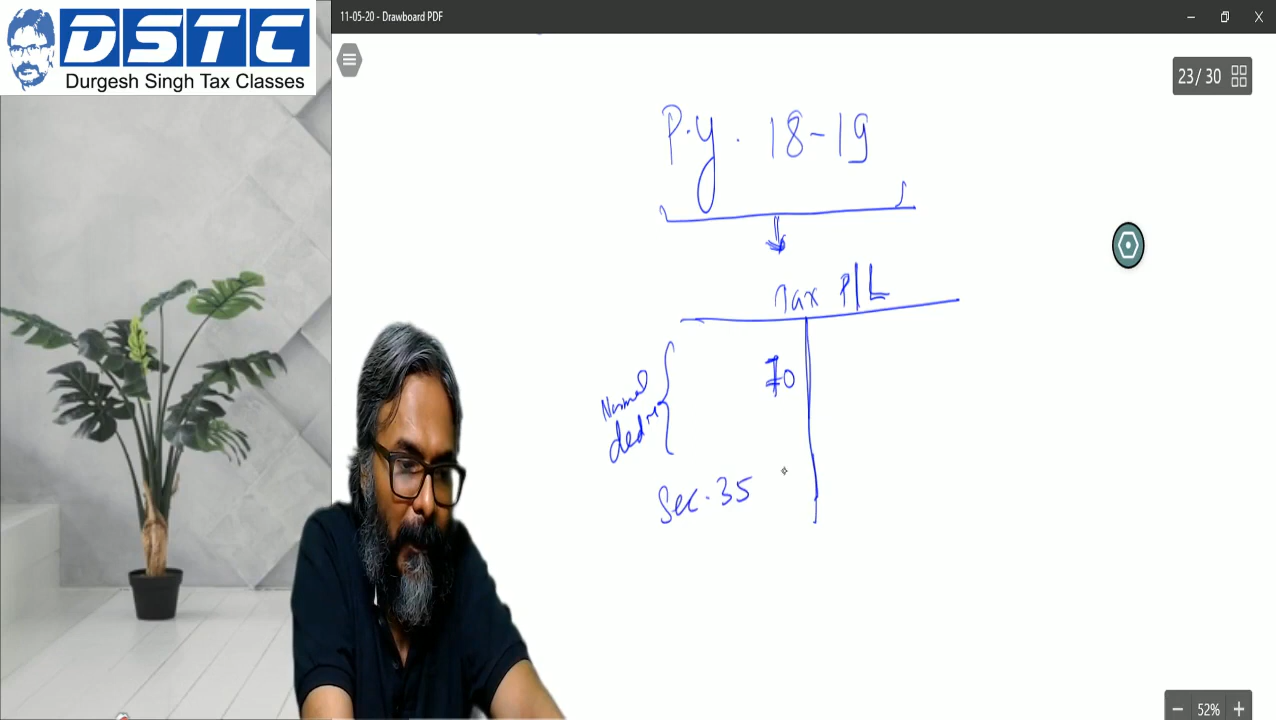 11-05-20 - Drawboard PDF
DSTC
Durgesh Singh Tax Classes
23 / 30
P.y. 18-19
Tax P/L
70
Normal
dedn
Sec. 35
52%